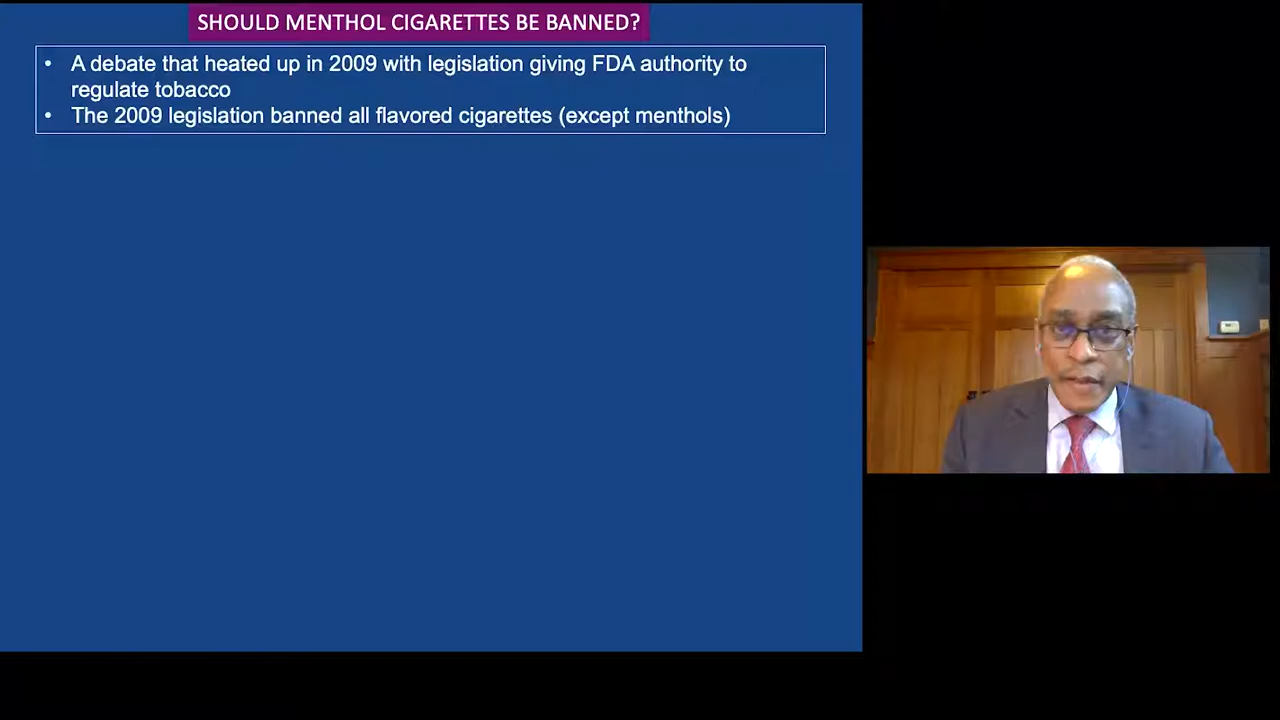 SHOULD MENTHOL CIGARETTES BE BANNED?
• A debate that heated up in 2009 with legislation giving FDA authority to
regulate tobacco
• The 2009 legislation banned all flavored cigarettes (except menthols)